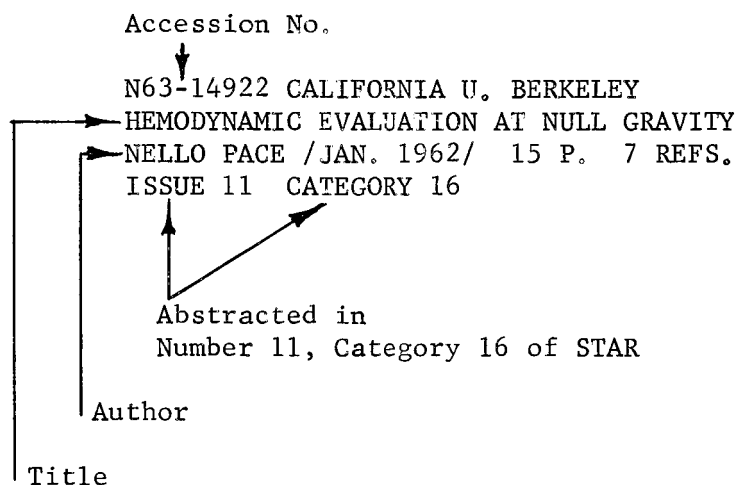 Accession No.
N63-14922 CALIFORNIA U. BERKELEY
HEMODYNAMIC EVALUATION AT NULL GRAVITY
NELLO PACE /JAN. 1962/ 15 P. 7 REFS.
ISSUE 11 CATEGORY 16
Abstracted in
Number 11, Category 16 of STAR
Author
Title